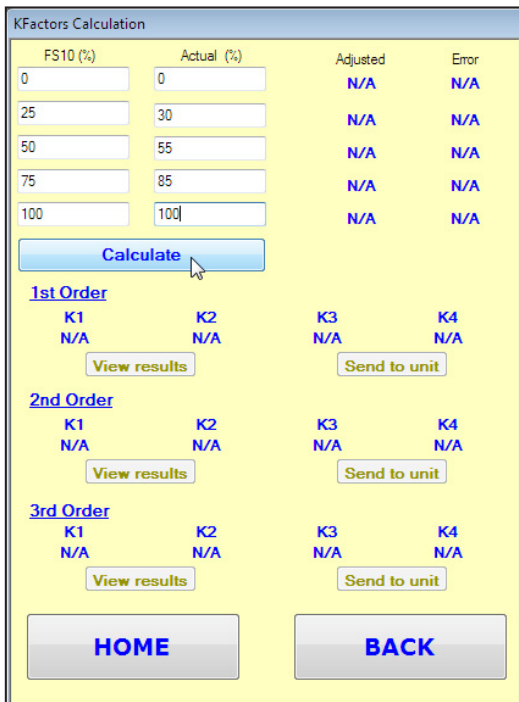 KFactors Calculation
FS10 (%) Actual (%) Adjusted Error
0 0 N/A N/A
25 30 N/A N/A
50 55 N/A N/A
75 85 N/A N/A
100 100 N/A N/A
Calculate
1st Order
K1 K2 K3 K4
N/A N/A N/A N/A
View results Send to unit
2nd Order
K1 K2 K3 K4
N/A N/A N/A N/A
View results Send to unit
3rd Order
K1 K2 K3 K4
N/A N/A N/A N/A
View results Send to unit
HOME BACK